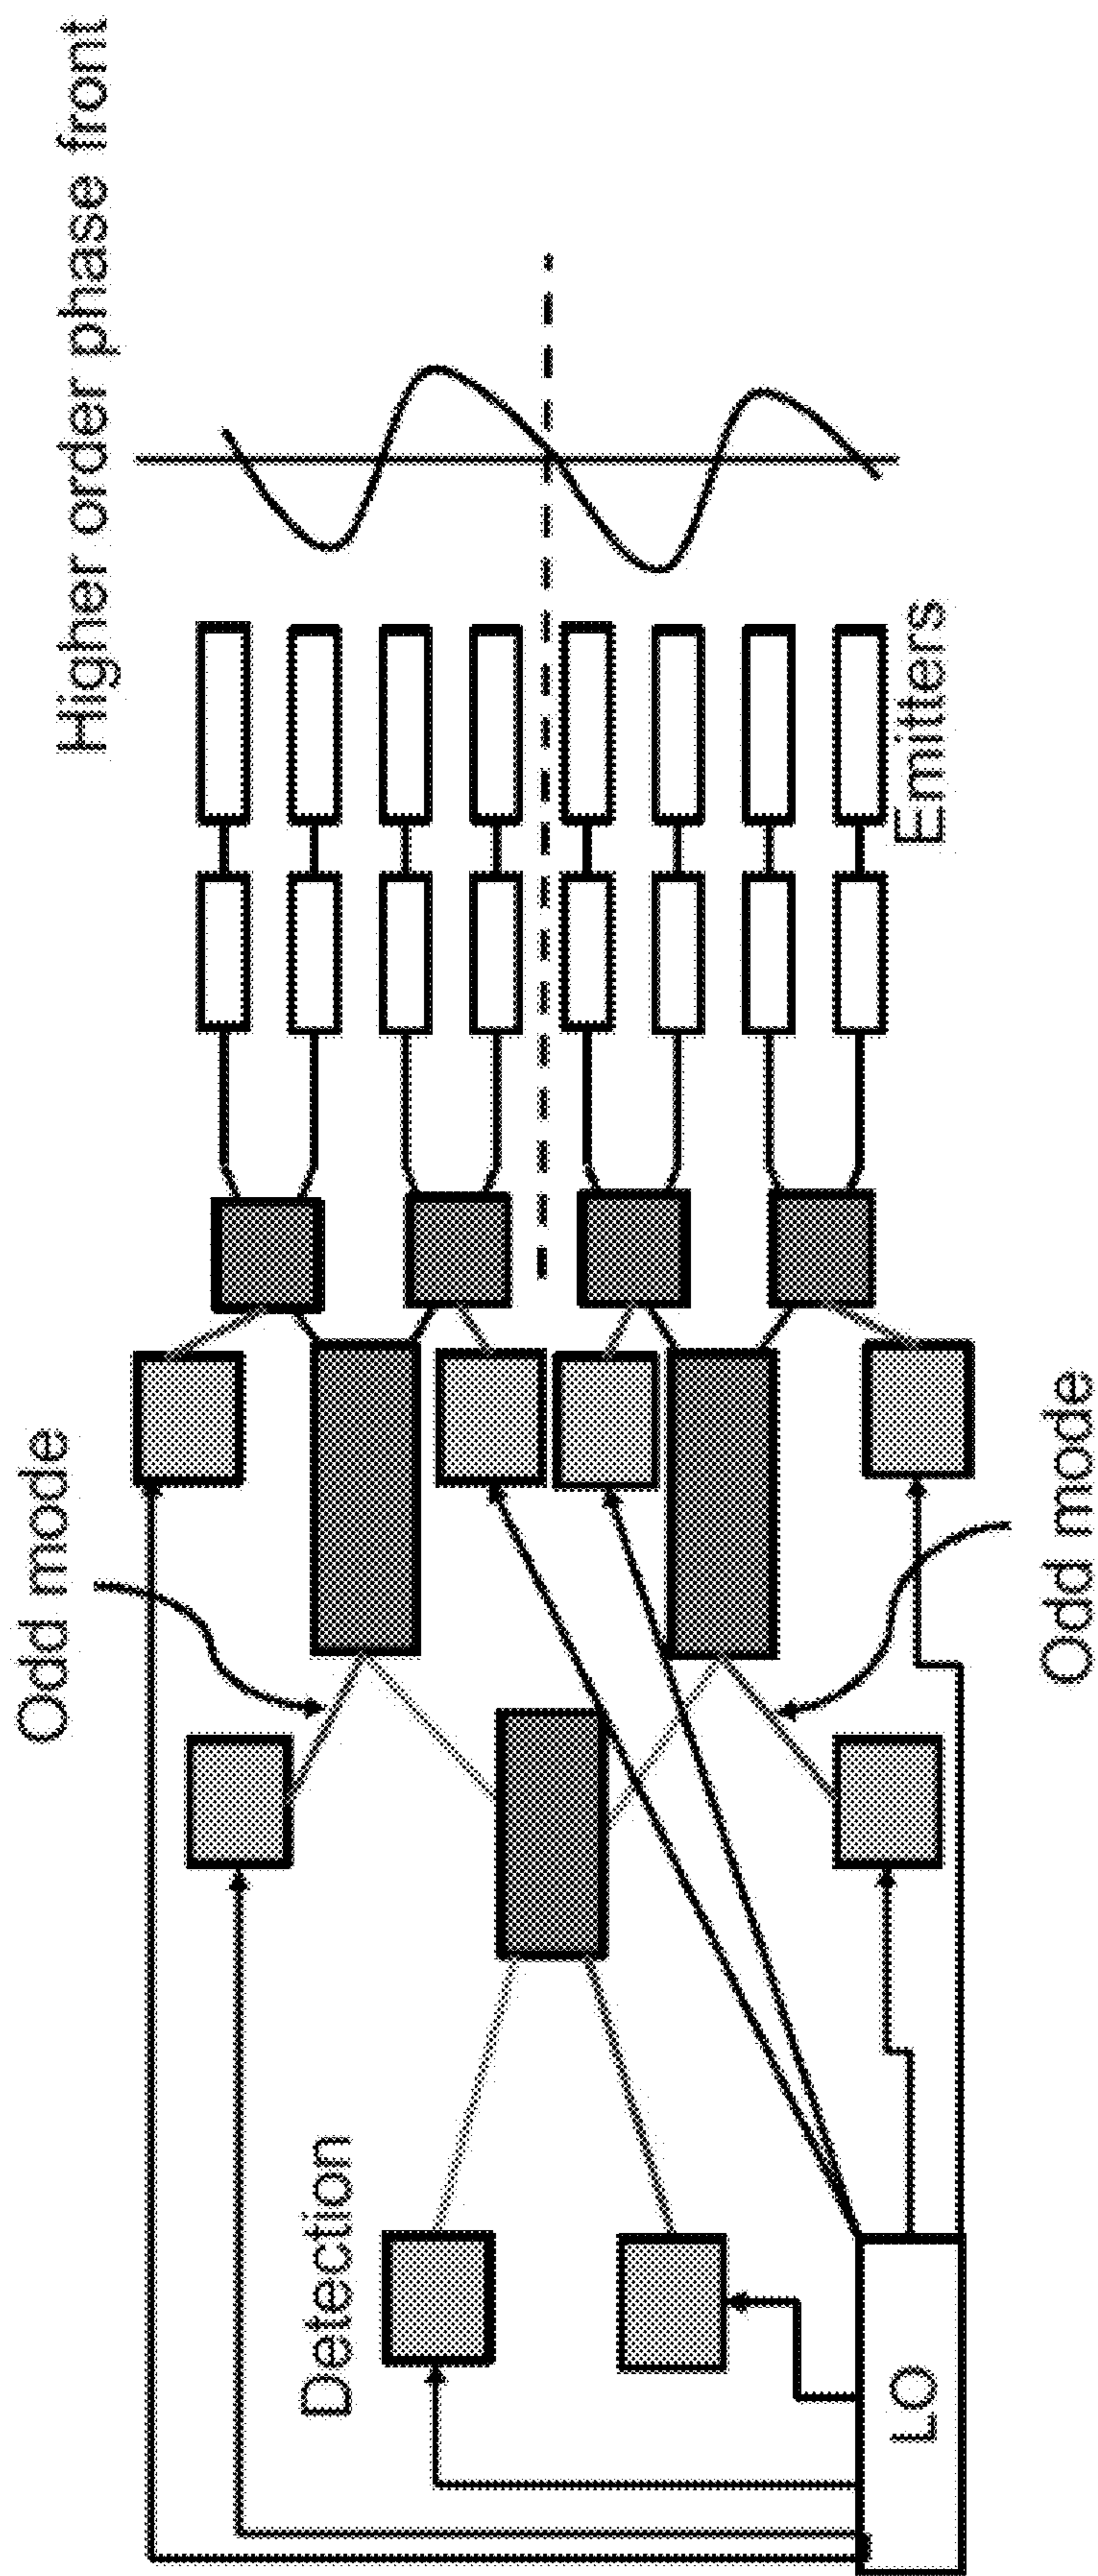 Higher order phase front
Odd mode
Emitters
Odd mode
Detection
LO